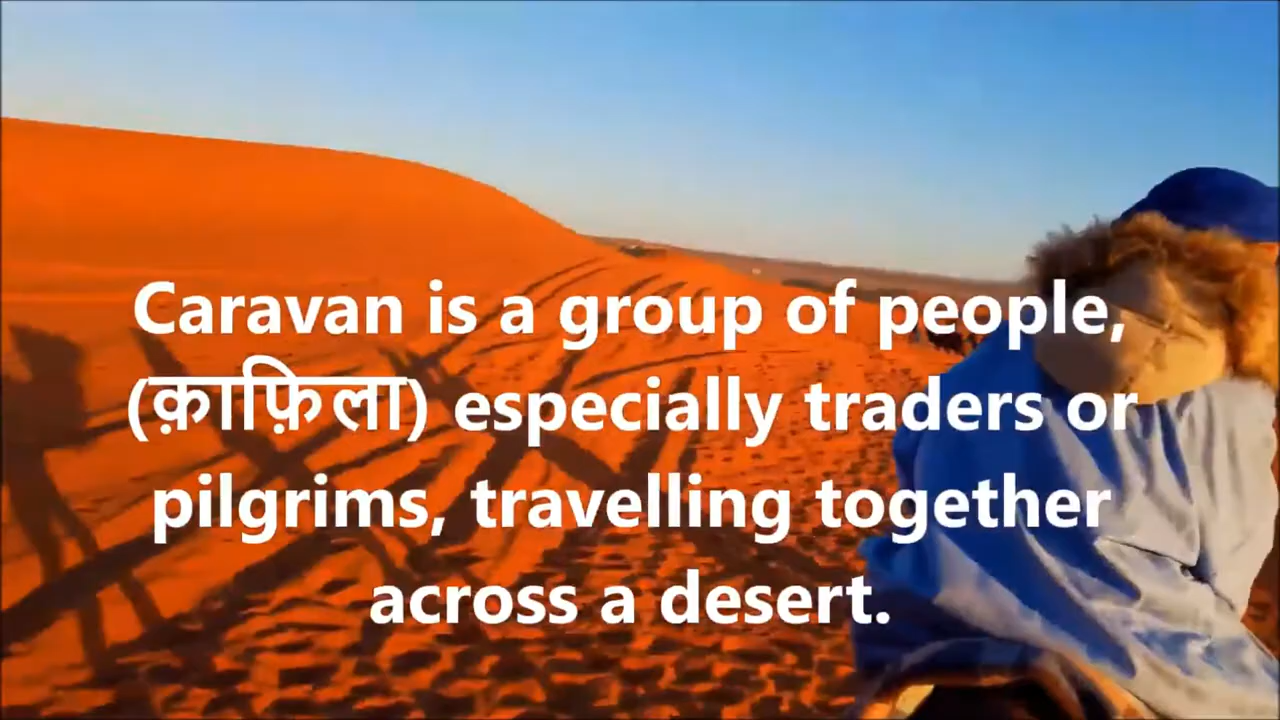 Caravan is a group of people,
(क़ाफ़िला) especially traders or
pilgrims, travelling together
across a desert.